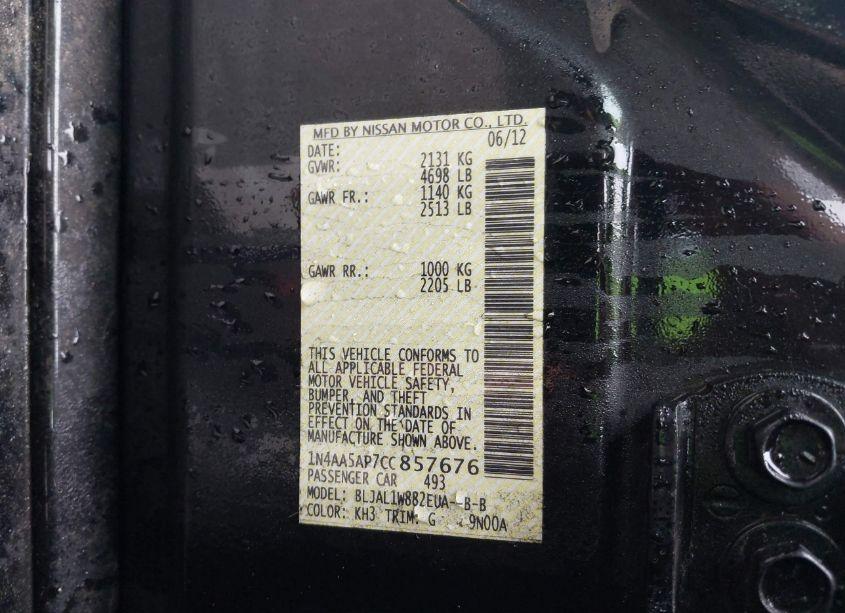 MFD BY NISSAN MOTOR CO., LTD.
DATE: 06/12
GVWR: 2131 KG
4698 LB
GAWR FR.: 1140 KG
2513 LB
GAWR RR.: 1000 KG
2205 LB
THIS VEHICLE CONFORMS TO
ALL APPLICABLE FEDERAL
MOTOR VEHICLE SAFETY,
BUMPER, AND THEFT
PREVENTION STANDARDS IN
EFFECT ON THE DATE OF
MANUFACTURE SHOWN ABOVE.
1N4AA5AP7CC857676
PASSENGER CAR 493
MODEL: BLJAL1W882EUA--B-B
COLOR: KH3 TRIM: G 9N00A